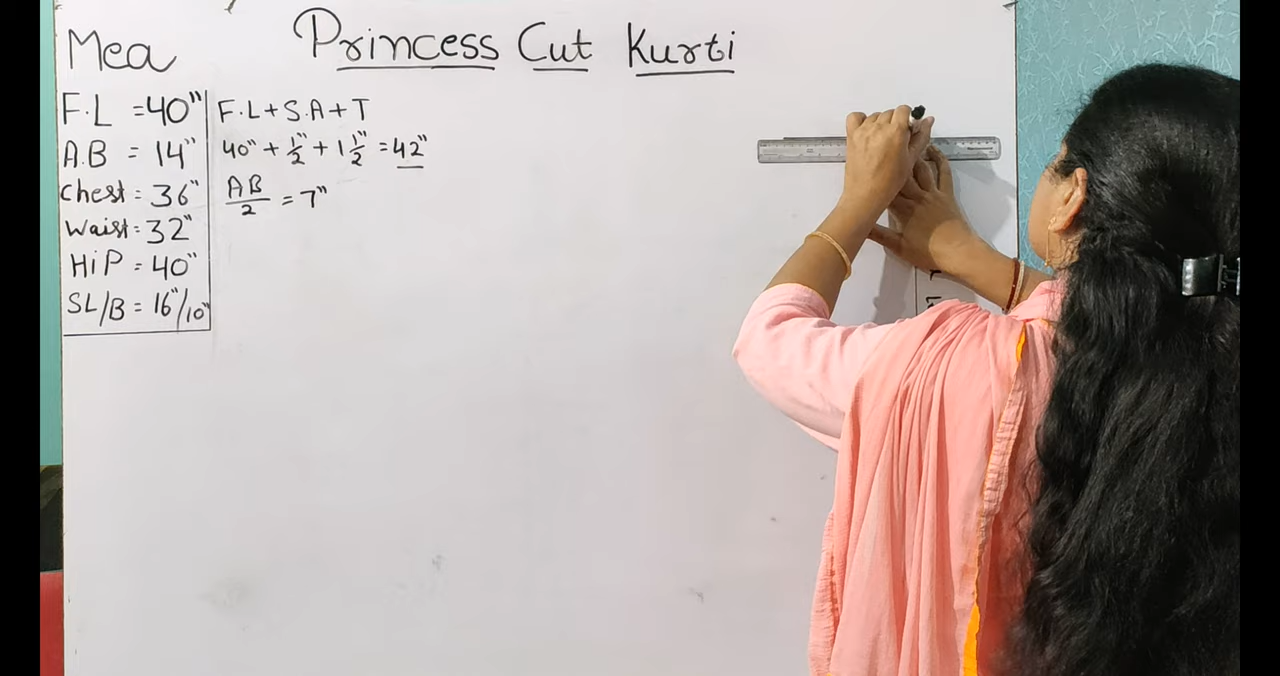 Princess Cut Kurti
Mea
F.L = 40"
A.B = 14"
Chest = 36"
Waist = 32"
HiP = 40"
SL/B = 16"/10"
F.L + S.A + T
40" + 1/2" + 1 1/2" = 42"
AB/2 = 7"